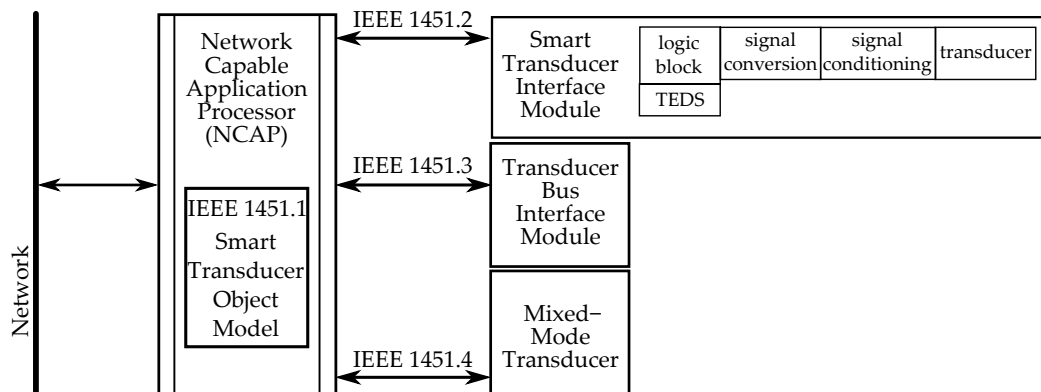 Network
Network
Capable
Application
Processor
(NCAP)
IEEE 1451.1
Smart
Transducer
Object
Model
IEEE 1451.2
Smart
Transducer
Interface
Module
logic
block
signal
conversion
signal
conditioning
transducer
TEDS
IEEE 1451.3
Transducer
Bus
Interface
Module
IEEE 1451.4
Mixed−
Mode
Transducer